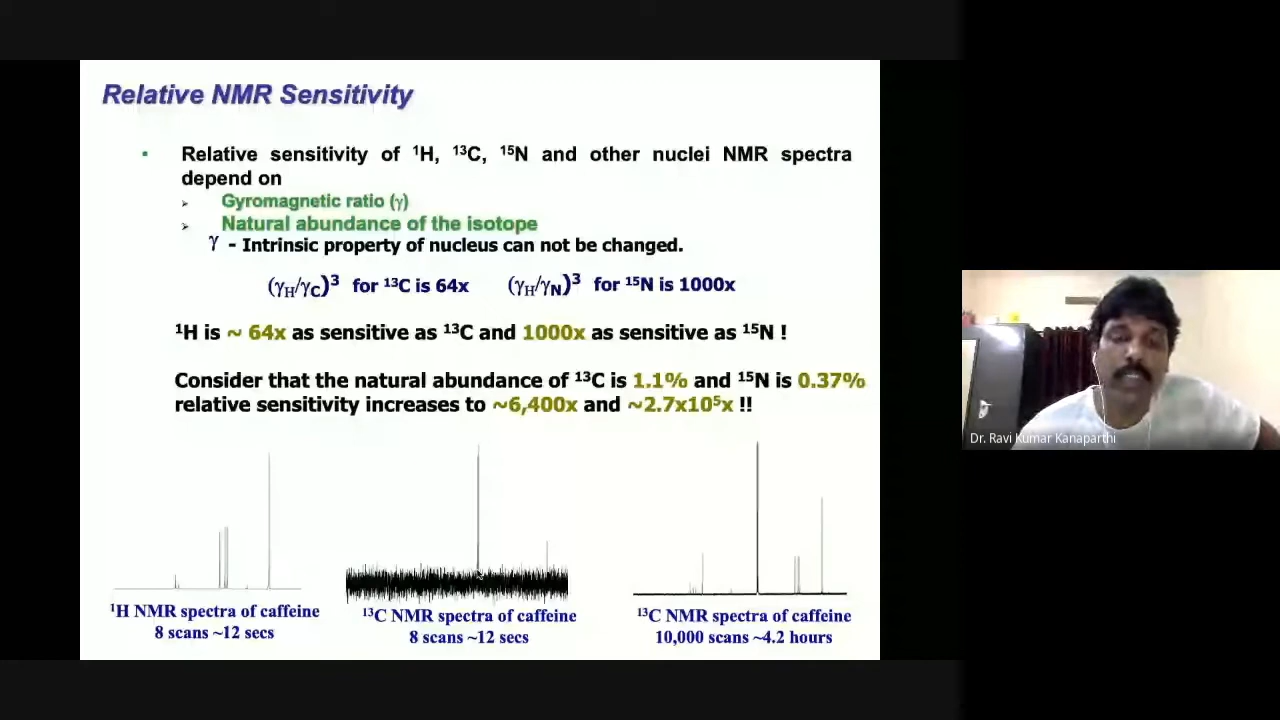 Relative NMR Sensitivity
▪ Relative sensitivity of ¹H, ¹³C, ¹⁵N and other nuclei NMR spectra
depend on
➢ Gyromagnetic ratio (γ)
➢ Natural abundance of the isotope
γ - Intrinsic property of nucleus can not be changed.
(γH/γC)³ for ¹³C is 64x (γH/γN)³ for ¹⁵N is 1000x
¹H is ~ 64x as sensitive as ¹³C and 1000x as sensitive as ¹⁵N !
Consider that the natural abundance of ¹³C is 1.1% and ¹⁵N is 0.37%
relative sensitivity increases to ~6,400x and ~2.7x10⁵x !!
¹H NMR spectra of caffeine
8 scans ~12 secs
¹³C NMR spectra of caffeine
8 scans ~12 secs
¹³C NMR spectra of caffeine
10,000 scans ~4.2 hours
Dr. Ravi Kumar Kanaparthi